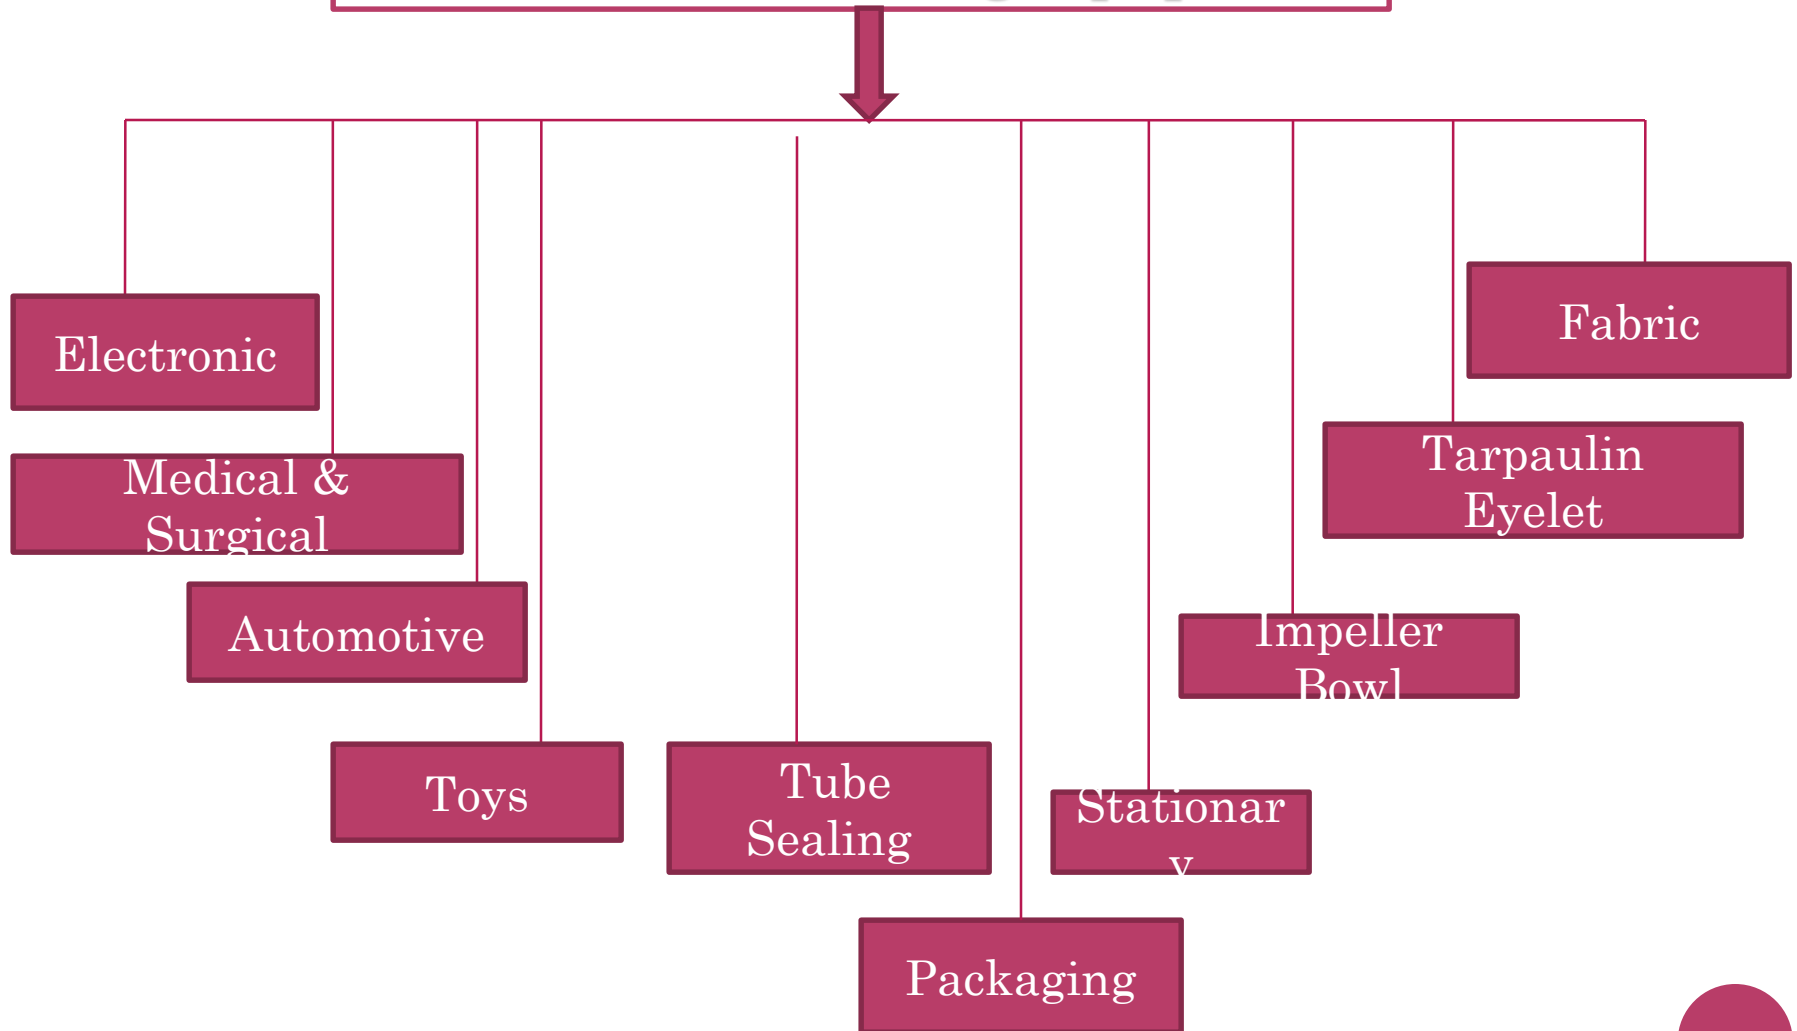 Electronic
Fabric
Medical &
Surgical
Tarpaulin
Eyelet
Automotive
Impeller
Bowl
Toys
Tube
Sealing
Stationar
y
Packaging